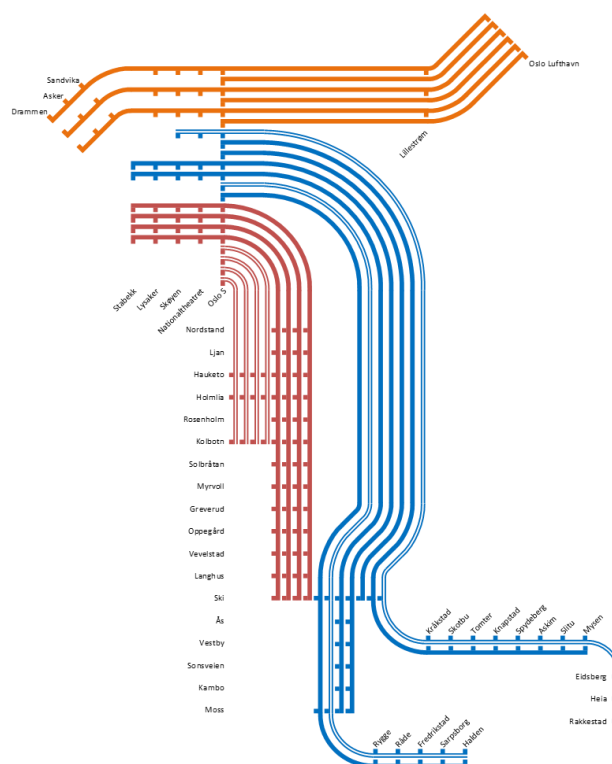 Oslo Lufthavn
Sandvika
Asker
Drammen
Lillestrøm
Stabekk
Lysaker
Skøyen
Nationaltheatret
Oslo S
Nordstrand
Ljan
Hauketo
Holmlia
Rosenholm
Kolbotn
Solbråtan
Myrvoll
Greverud
Oppegård
Vevelstad
Langhus
Ski
Ås
Vestby
Sonsveien
Kambo
Moss
Kråkstad
Skotbu
Tomter
Knapstad
Spydeberg
Askim
Slitu
Mysen
Eidsberg
Heia
Rakkestad
Rygge
Råde
Fredrikstad
Sarpsborg
Halden